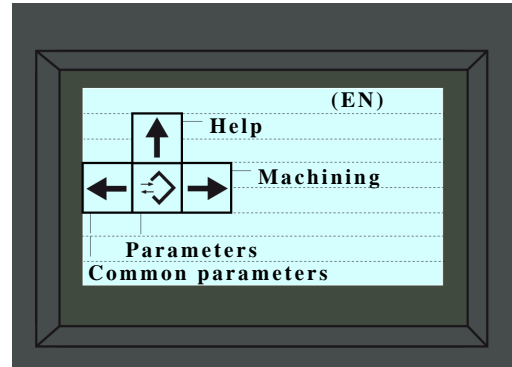 (EN)
Help
Machining
Parameters
Common parameters